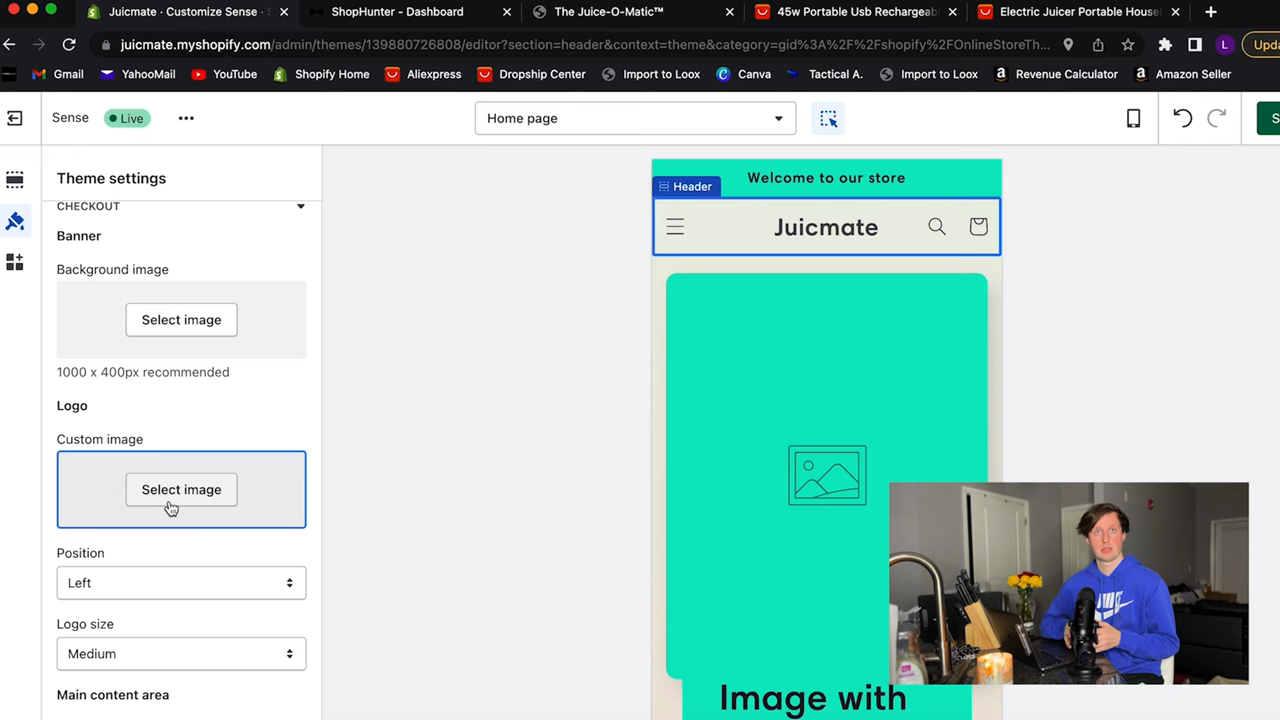 Juicmate · Customize Sense ·
ShopHunter - Dashboard
The Juice-O-Matic™
45w Portable Usb Rechargeab
Electric Juicer Portable House
juicmate.myshopify.com/admin/themes/139880726808/editor?section=header&context=theme&category=gid%3A%2F%2Fshopify%2FOnlineStoreTh...
L
Gmail
YahooMail
YouTube
Shopify Home
Aliexpress
Dropship Center
Import to Loox
Canva
Tactical A.
Import to Loox
Revenue Calculator
Amazon Seller
Sense
Live
Home page
Theme settings
CHECKOUT
Banner
Background image
Select image
1000 x 400px recommended
Logo
Custom image
Select image
Position
Left
Logo size
Medium
Main content area
Welcome to our store
Header
Juicmate
Image with